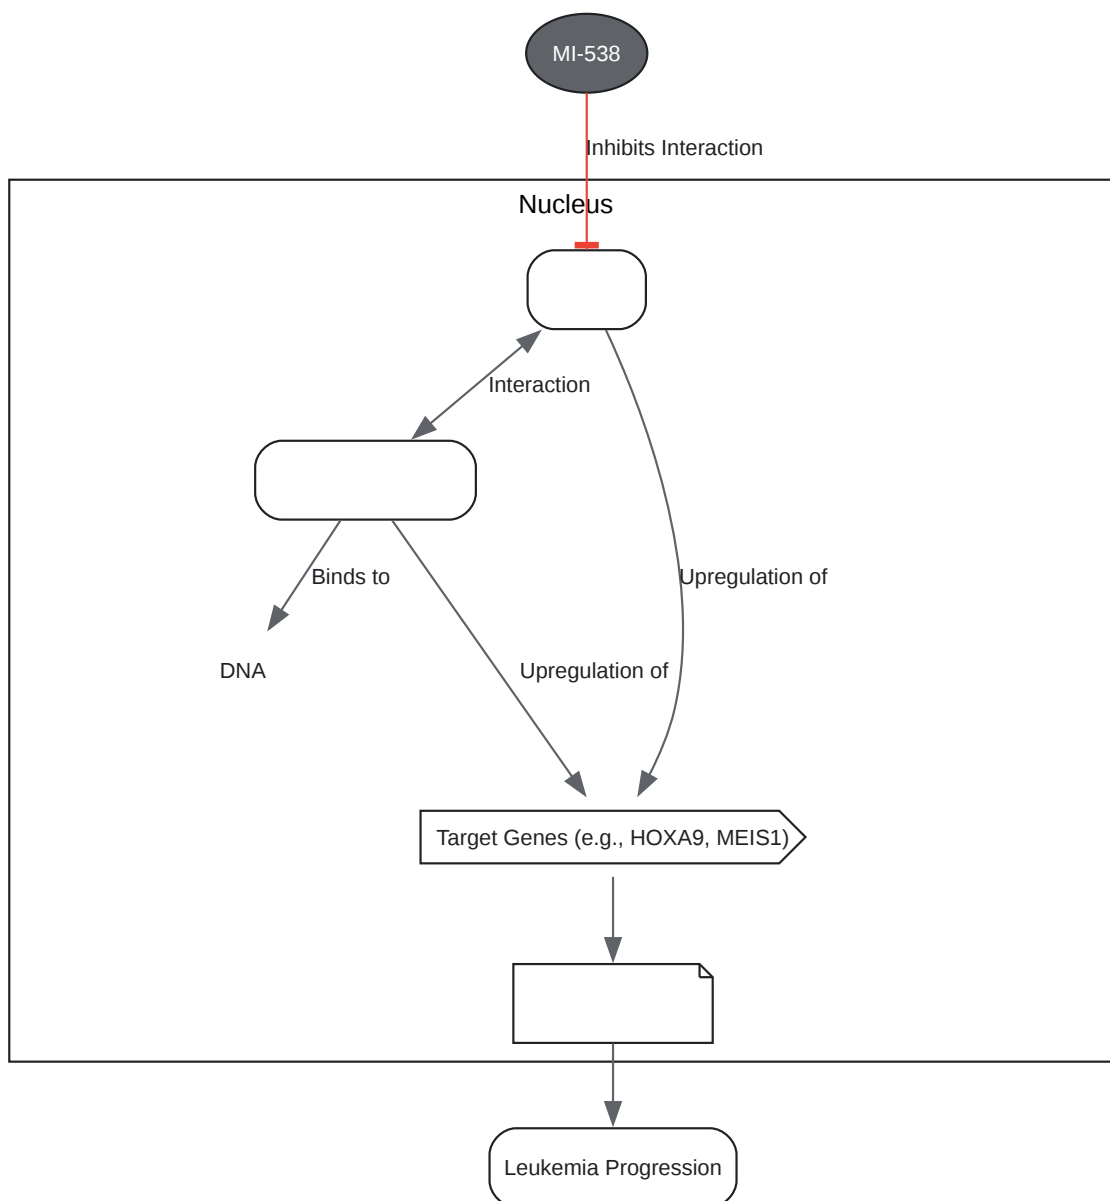 MI-538
Inhibits Interaction
Nucleus
Interaction
Binds to
Upregulation of
DNA
Upregulation of
Target Genes (e.g., HOXA9, MEIS1)
Leukemia Progression